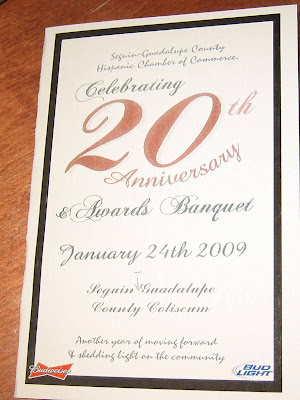 Seguin-Guadalupe County
Hispanic Chamber of Commerce
Celebrating
20th
Anniversary
& Awards Banquet
January 24th 2009
Seguin Guadalupe
County Coliseum
Another year of moving forward
& shedding light on the community
Budweiser
BUD
LIGHT